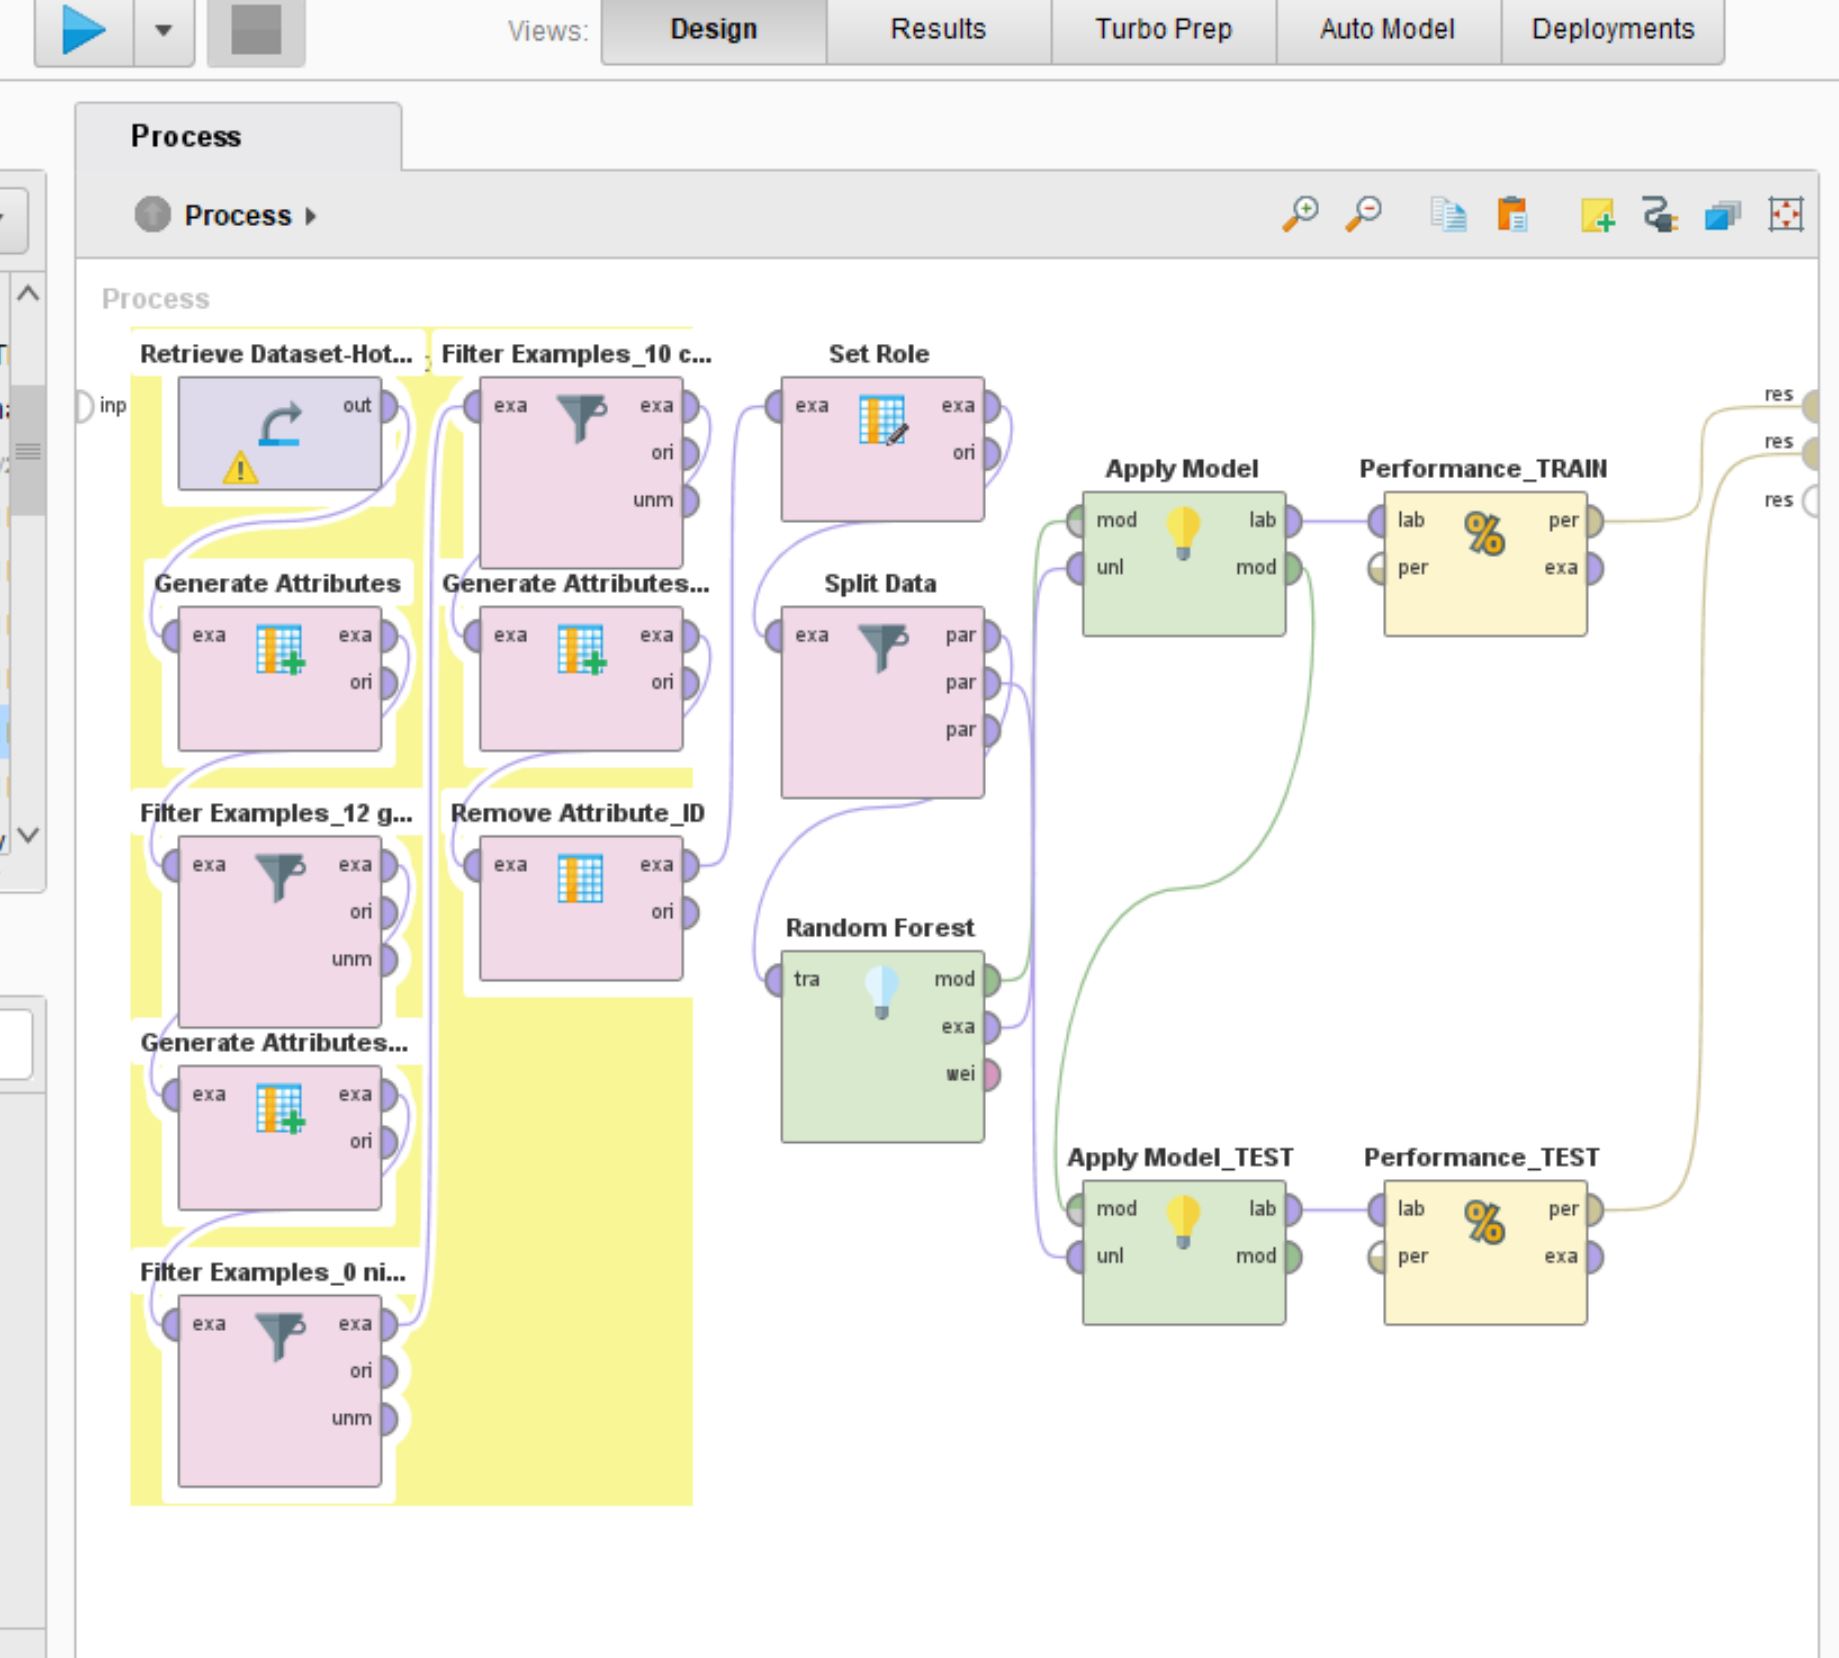 Views:
Design
Results
Turbo Prep
Auto Model
Deployments
Process
Process
Process
inp
Retrieve Dataset-Hot...
out
Generate Attributes
exa exa
ori
Filter Examples_12 g...
exa exa
ori
unm
Generate Attributes...
exa exa
ori
Filter Examples_0 ni...
exa exa
ori
unm
Filter Examples_10 c...
exa exa
ori
unm
Generate Attributes...
exa exa
ori
Remove Attribute_ID
exa exa
ori
Set Role
exa exa
ori
Split Data
exa par
par
par
Random Forest
tra mod
exa
wei
Apply Model
mod lab
unl mod
Performance_TRAIN
lab per
per exa
Apply Model_TEST
mod lab
unl mod
Performance_TEST
lab per
per exa
res
res
res